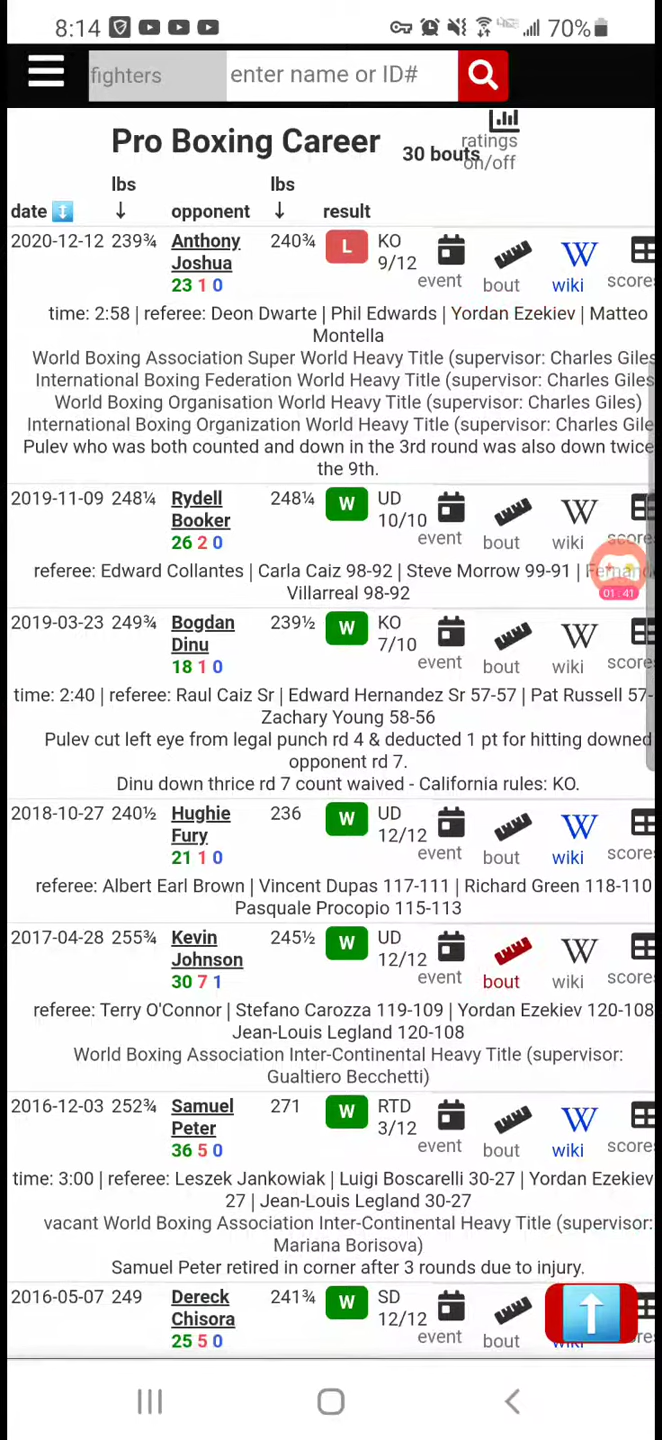 8:14 70%
fighters enter name or ID#
Pro Boxing Career 30 bouts ratings on/off
lbs lbs
date ↕ ↓ opponent ↓ result
2020-12-12 239¾ Anthony Joshua 240¾ L KO 9/12 event bout wiki score
23 1 0
time: 2:58 | referee: Deon Dwarte | Phil Edwards | Yordan Ezekiev | Matteo
Montella
World Boxing Association Super World Heavy Title (supervisor: Charles Giles
International Boxing Federation World Heavy Title (supervisor: Charles Giles
World Boxing Organisation World Heavy Title (supervisor: Charles Giles)
International Boxing Organization World Heavy Title (supervisor: Charles Gile
Pulev who was both counted and down in the 3rd round was also down twice
the 9th.
2019-11-09 248¼ Rydell Booker 248¼ W UD 10/10 event bout wiki score
26 2 0
referee: Edward Collantes | Carla Caiz 98-92 | Steve Morrow 99-91 | Fernand
Villarreal 98-92
01:41
2019-03-23 249¾ Bogdan Dinu 239½ W KO 7/10 event bout wiki score
18 1 0
time: 2:40 | referee: Raul Caiz Sr | Edward Hernandez Sr 57-57 | Pat Russell 57-
Zachary Young 58-56
Pulev cut left eye from legal punch rd 4 & deducted 1 pt for hitting downed
opponent rd 7.
Dinu down thrice rd 7 count waived - California rules: KO.
2018-10-27 240½ Hughie Fury 236 W UD 12/12 event bout wiki score
21 1 0
referee: Albert Earl Brown | Vincent Dupas 117-111 | Richard Green 118-110
Pasquale Procopio 115-113
2017-04-28 255¾ Kevin Johnson 245½ W UD 12/12 event bout wiki score
30 7 1
referee: Terry O'Connor | Stefano Carozza 119-109 | Yordan Ezekiev 120-108
Jean-Louis Legland 120-108
World Boxing Association Inter-Continental Heavy Title (supervisor:
Gualtiero Becchetti)
2016-12-03 252¾ Samuel Peter 271 W RTD 3/12 event bout wiki score
36 5 0
time: 3:00 | referee: Leszek Jankowiak | Luigi Boscarelli 30-27 | Yordan Ezekiev
27 | Jean-Louis Legland 30-27
vacant World Boxing Association Inter-Continental Heavy Title (supervisor:
Mariana Borisova)
Samuel Peter retired in corner after 3 rounds due to injury.
2016-05-07 249 Dereck Chisora 241¾ W SD 12/12 event bout
25 5 0